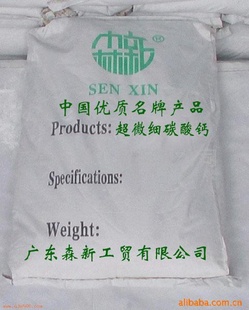 SEN XIN
中国优质名牌产品
Products: 超微细碳酸钙
Specifications:
Weight:
广东森新工贸有限公司
alibaba.com.cn